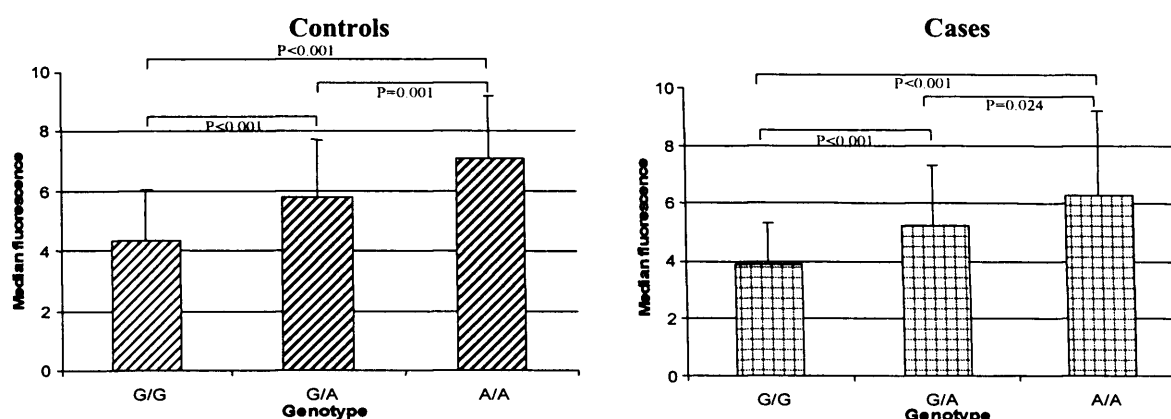 Controls
P<0.001
P=0.001
P<0.001
10
8
6
4
2
0
Median fluorescence
G/G G/A A/A
Genotype
Cases
P<0.001
P=0.024
P<0.001
10
8
6
4
2
0
Median fluorescence
G/G G/A A/A
Genotype